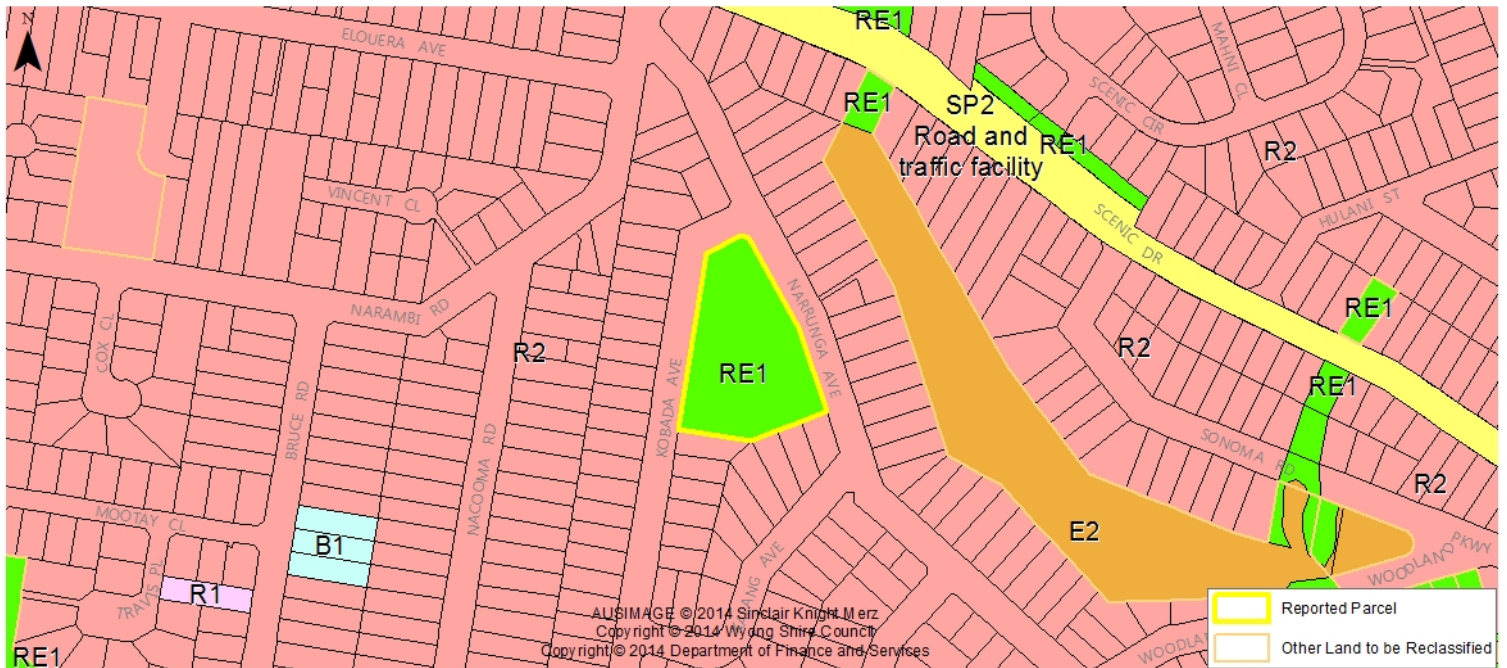 N
ELOUERA AVE
RE1
MAHNI CL
SCENIC CIR
RE1
SP2
Road and
traffic facility
RE1
R2
VINCENT CL
HULANI ST
SCENIC DR
NARAMBI RD
NARRUNGA AVE
RE1
COX CL
R2
R2
RE1
KOBADA AVE
RE1
BRUCE RD
NACOOMA RD
SONOMA RD
R2
MOOTAY CL
B1
E2
WOODLAND PKWY
TRAVIS PL
R1
AVE
RE1
AUSIMAGE © 2014 Sinclair Knight Merz
Copyright © 2014 Wyong Shire Council
Copyright © 2014 Department of Finance and Services
Reported Parcel
Other Land to be Reclassified